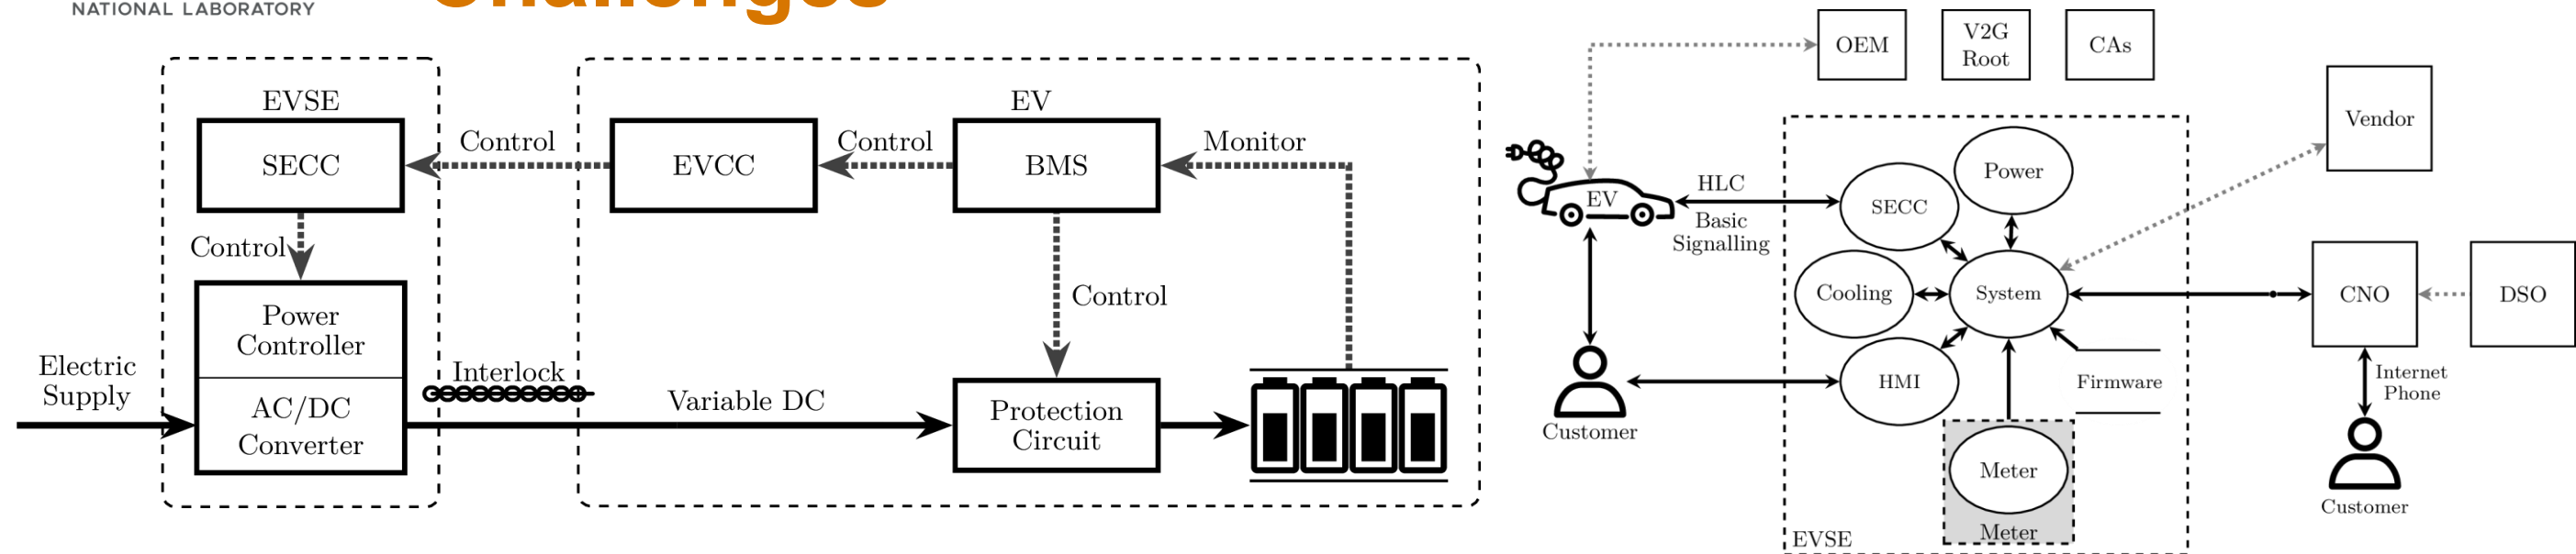 NATIONAL LABORATORY
Challenges
EVSE
SECC
Control
Control
EV
EVCC
Control
BMS
Monitor
Control
Power
Controller
AC/DC
Converter
Electric
Supply
Interlock
Variable DC
Protection
Circuit
OEM
V2G
Root
CAs
Vendor
EV
HLC
Basic
Signalling
SECC
Power
Cooling
System
HMI
Firmware
Meter
Meter
EVSE
Customer
CNO
DSO
Internet
Phone
Customer